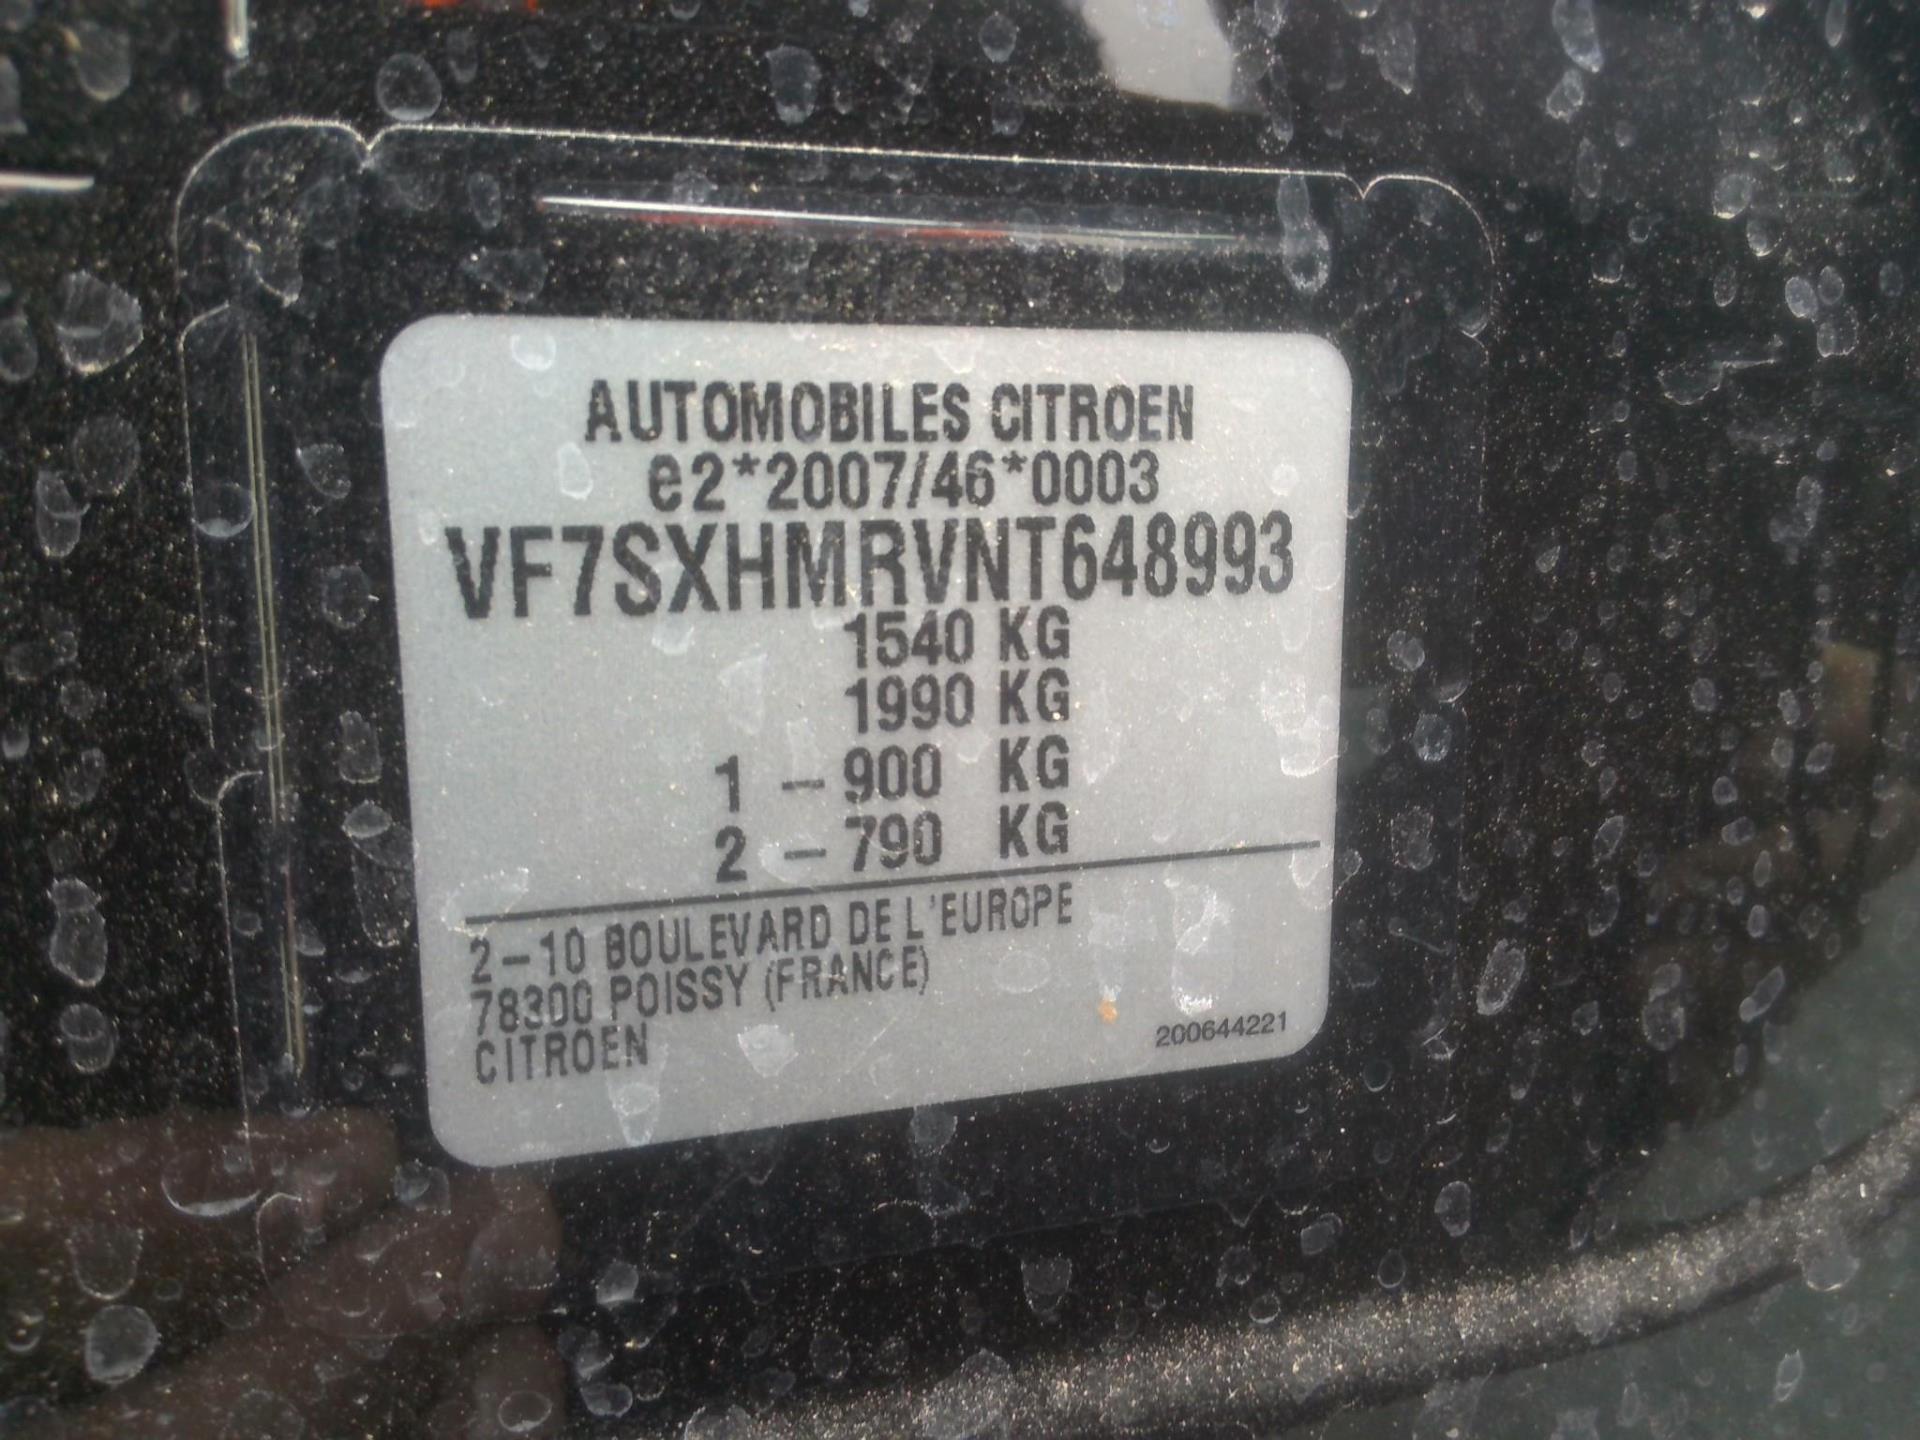 AUTOMOBILES CITROEN
e2*2007/46*0003
VF7SXHMRVNT648993
1540 KG
1990 KG
1 – 900 KG
2 – 790 KG
2–10 BOULEVARD DE L'EUROPE
78300 POISSY (FRANCE)
CITROEN
200644221